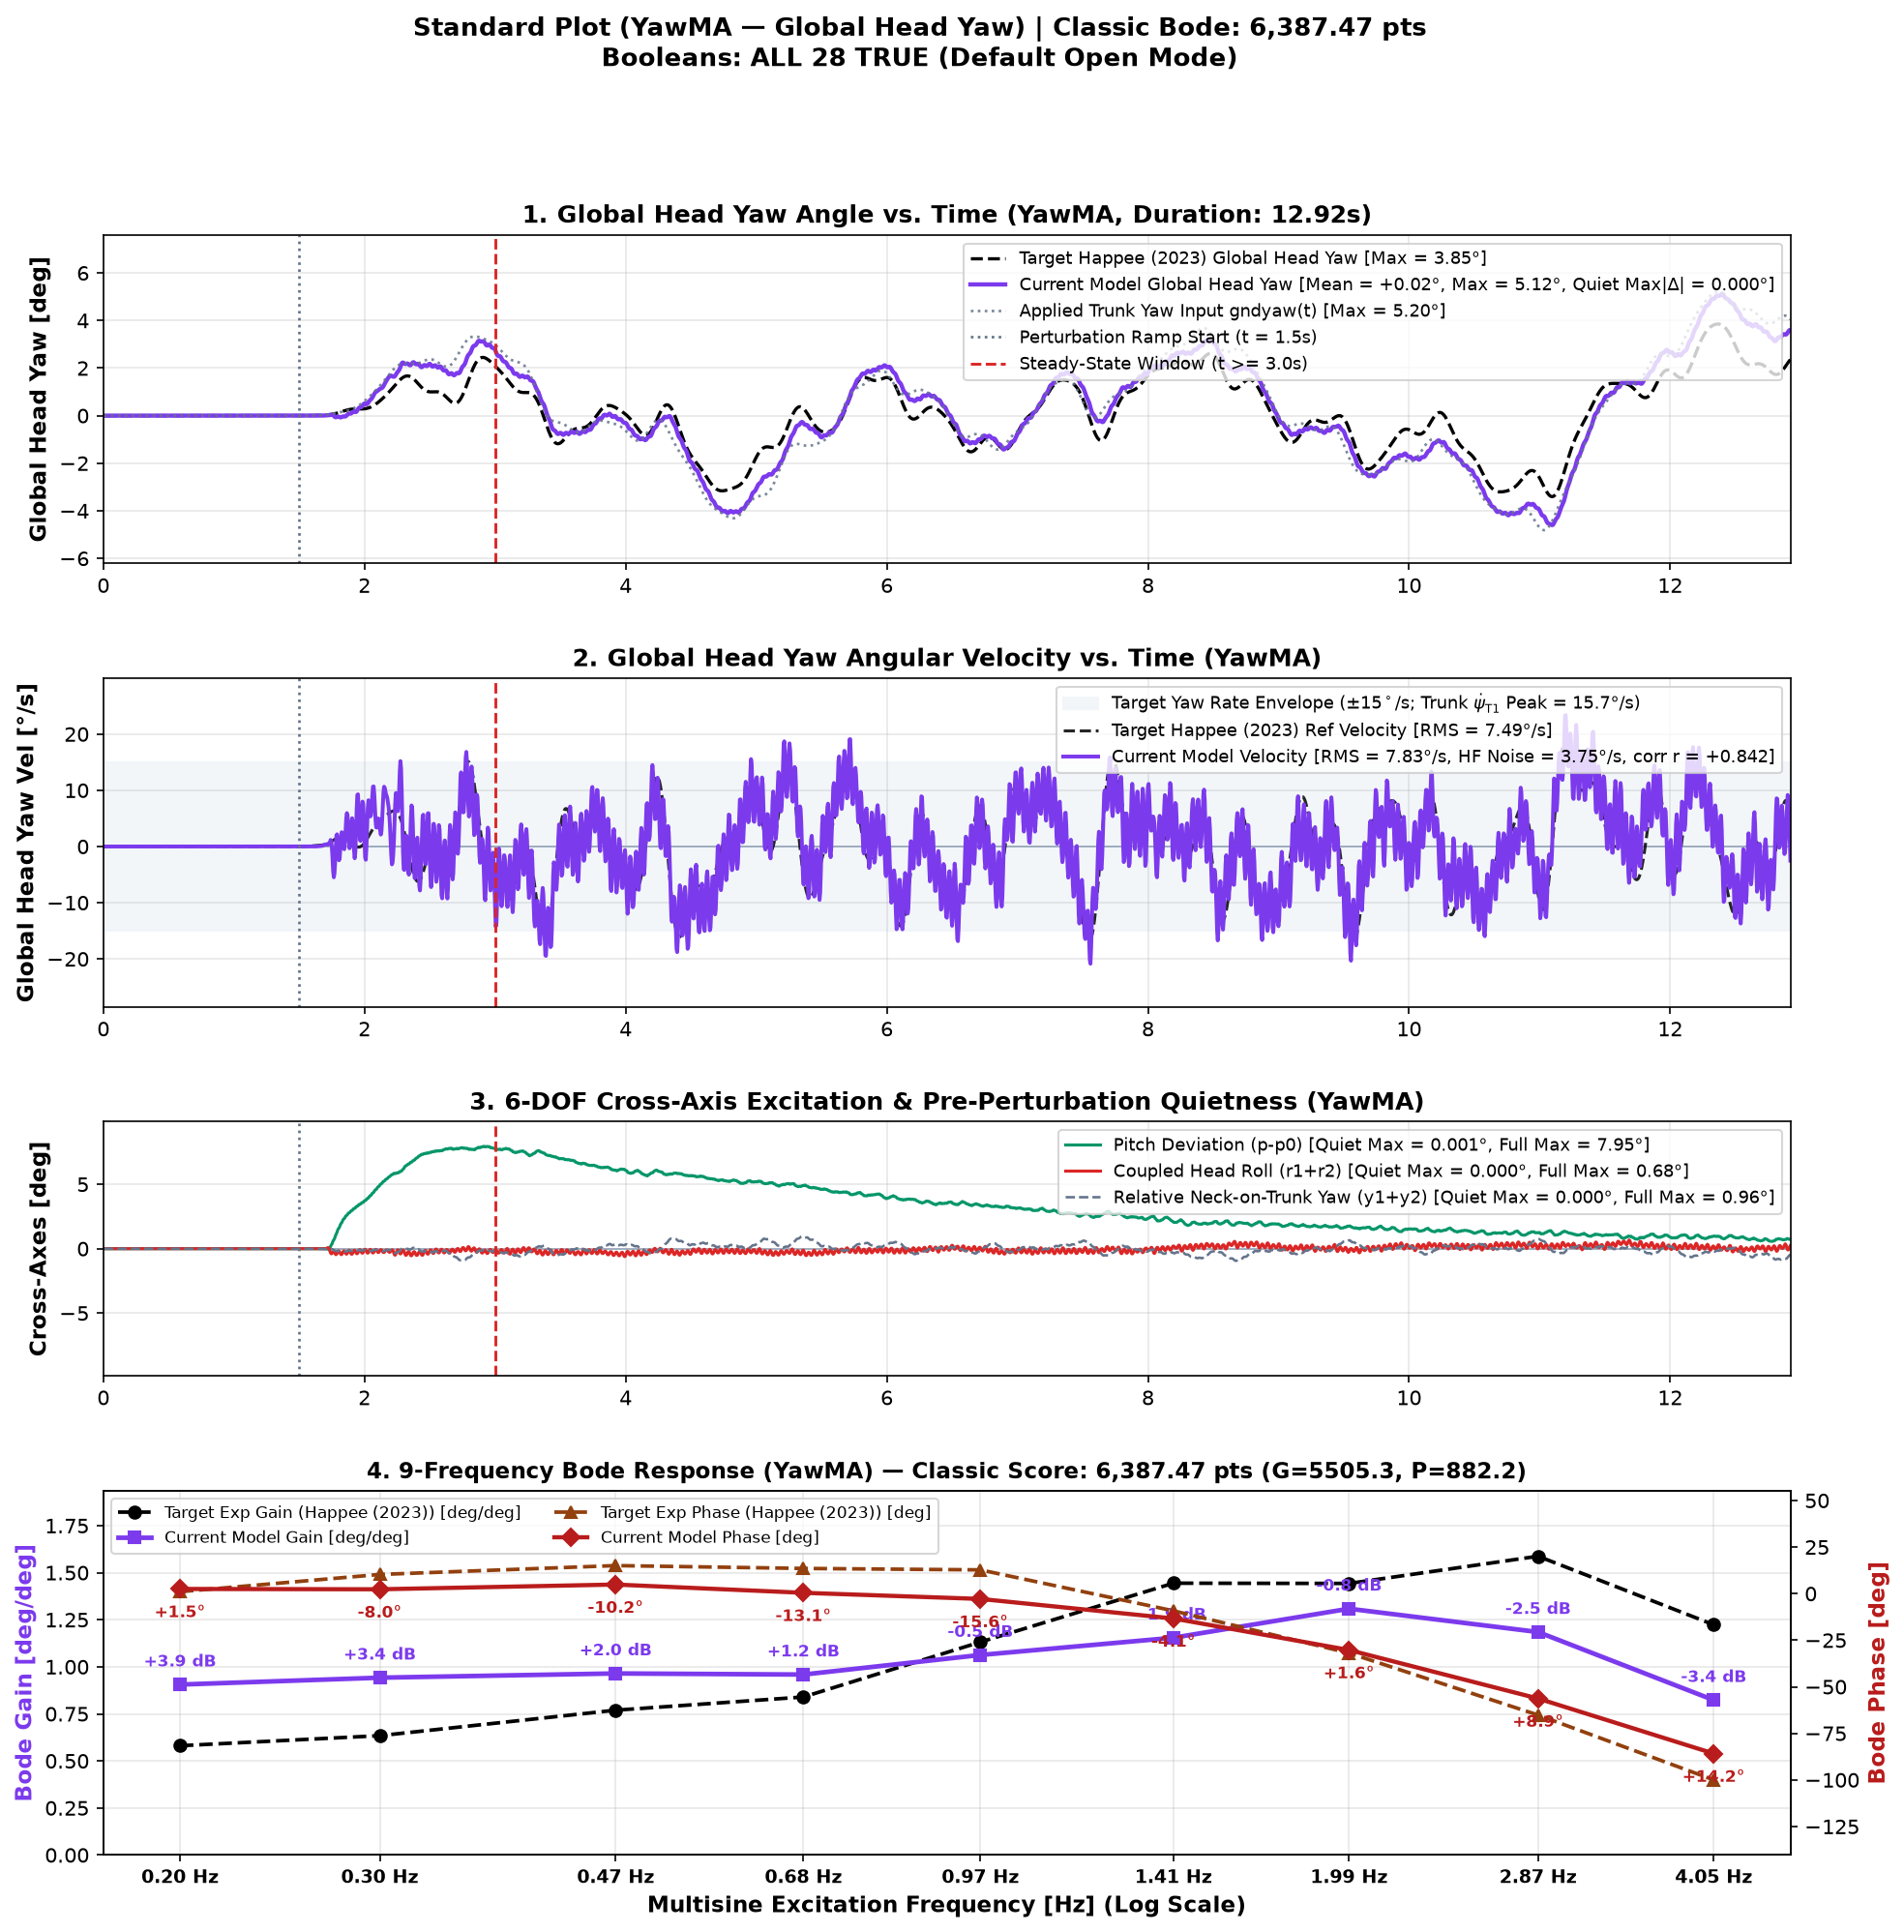 Standard Plot (YawMA — Global Head Yaw) | Classic Bode: 6,387.47 pts
Booleans: ALL 28 TRUE (Default Open Mode)
1. Global Head Yaw Angle vs. Time (YawMA, Duration: 12.92s)
Global Head Yaw [deg]
6
4
2
0
−2
−4
−6
Target Happee (2023) Global Head Yaw [Max = 3.85°]
Current Model Global Head Yaw [Mean = +0.02°, Max = 5.12°, Quiet Max|Δ| = 0.000°]
Applied Trunk Yaw Input gndyaw(t) [Max = 5.20°]
Perturbation Ramp Start (t = 1.5s)
Steady-State Window (t >= 3.0s)
0 2 4 6 8 10 12
2. Global Head Yaw Angular Velocity vs. Time (YawMA)
Global Head Yaw Vel [°/s]
20
10
0
−10
−20
Target Yaw Rate Envelope (±15°/s; Trunk ψ̇T1 Peak = 15.7°/s)
Target Happee (2023) Ref Velocity [RMS = 7.49°/s]
Current Model Velocity [RMS = 7.83°/s, HF Noise = 3.75°/s, corr r = +0.842]
0 2 4 6 8 10 12
3. 6-DOF Cross-Axis Excitation & Pre-Perturbation Quietness (YawMA)
Cross-Axes [deg]
5
0
−5
Pitch Deviation (p-p0) [Quiet Max = 0.001°, Full Max = 7.95°]
Coupled Head Roll (r1+r2) [Quiet Max = 0.000°, Full Max = 0.68°]
Relative Neck-on-Trunk Yaw (y1+y2) [Quiet Max = 0.000°, Full Max = 0.96°]
0 2 4 6 8 10 12
4. 9-Frequency Bode Response (YawMA) — Classic Score: 6,387.47 pts (G=5505.3, P=882.2)
Bode Gain [deg/deg]
1.75
1.50
1.25
1.00
0.75
0.50
0.25
0.00
Target Exp Gain (Happee (2023)) [deg/deg]
Current Model Gain [deg/deg]
Target Exp Phase (Happee (2023)) [deg]
Current Model Phase [deg]
+1.5° -8.0° -10.2° -13.1° -15.6° -4.1° +1.6° +8.9° +14.2°
+3.9 dB +3.4 dB +2.0 dB +1.2 dB -0.5 dB -0.8 dB -2.5 dB -3.4 dB
50
25
0
−25
−50
−75
−100
−125
Bode Phase [deg]
0.20 Hz 0.30 Hz 0.47 Hz 0.68 Hz 0.97 Hz 1.41 Hz 1.99 Hz 2.87 Hz 4.05 Hz
Multisine Excitation Frequency [Hz] (Log Scale)